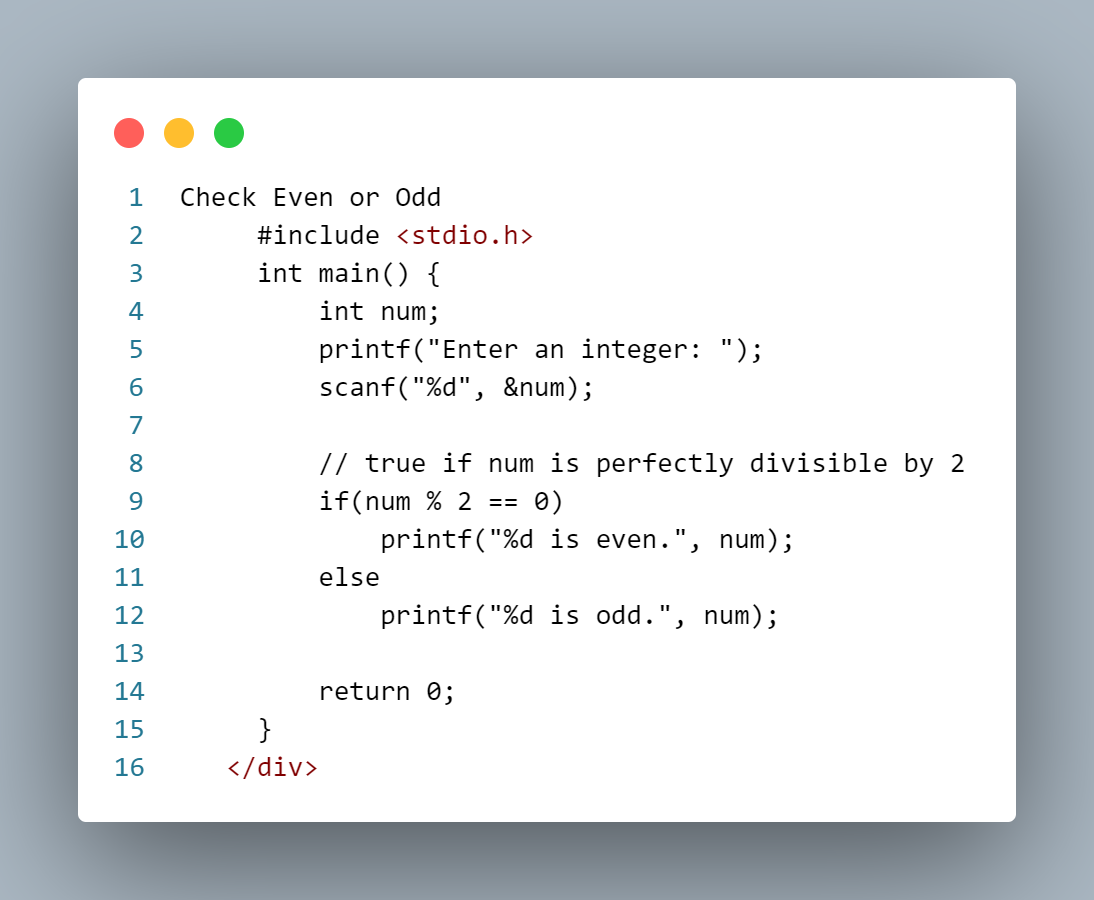 1 Check Even or Odd
2 #include <stdio.h>
3 int main() {
4 int num;
5 printf("Enter an integer: ");
6 scanf("%d", &num);
7
8 // true if num is perfectly divisible by 2
9 if(num % 2 == 0)
10 printf("%d is even.", num);
11 else
12 printf("%d is odd.", num);
13
14 return 0;
15 }
16 </div>